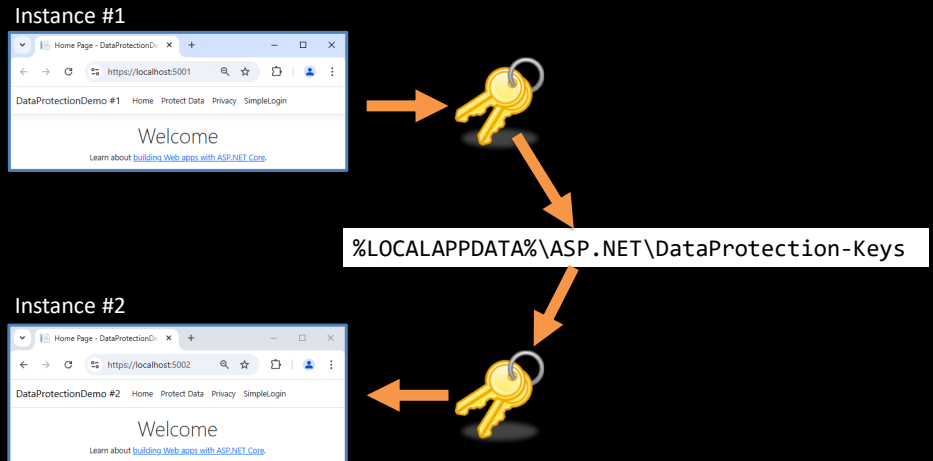 Instance #1
Home Page - DataProtectionDe
https://localhost:5001
DataProtectionDemo #1 Home Protect Data Privacy SimpleLogin
Welcome
Learn about building Web apps with ASP.NET Core.
%LOCALAPPDATA%\ASP.NET\DataProtection-Keys
Instance #2
Home Page - DataProtectionDe
https://localhost:5002
DataProtectionDemo #2 Home Protect Data Privacy SimpleLogin
Welcome
Learn about building Web apps with ASP.NET Core.